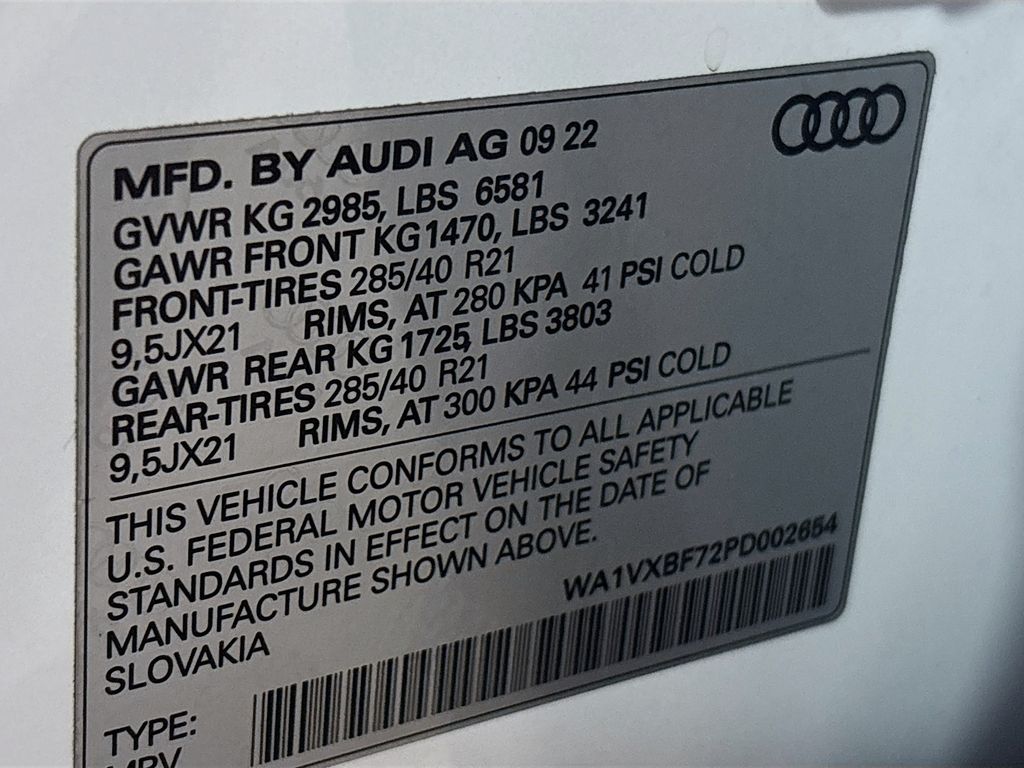 MFD. BY AUDI AG 09 22
GVWR KG 2985, LBS 6581
GAWR FRONT KG 1470, LBS 3241
FRONT-TIRES 285/40 R21
9,5JX21 RIMS, AT 280 KPA 41 PSI COLD
GAWR REAR KG 1725, LBS 3803
REAR-TIRES 285/40 R21
9,5JX21 RIMS, AT 300 KPA 44 PSI COLD
THIS VEHICLE CONFORMS TO ALL APPLICABLE
U.S. FEDERAL MOTOR VEHICLE SAFETY
STANDARDS IN EFFECT ON THE DATE OF
MANUFACTURE SHOWN ABOVE.
WA1VXBF72PD002654
SLOVAKIA
TYPE:
MPV